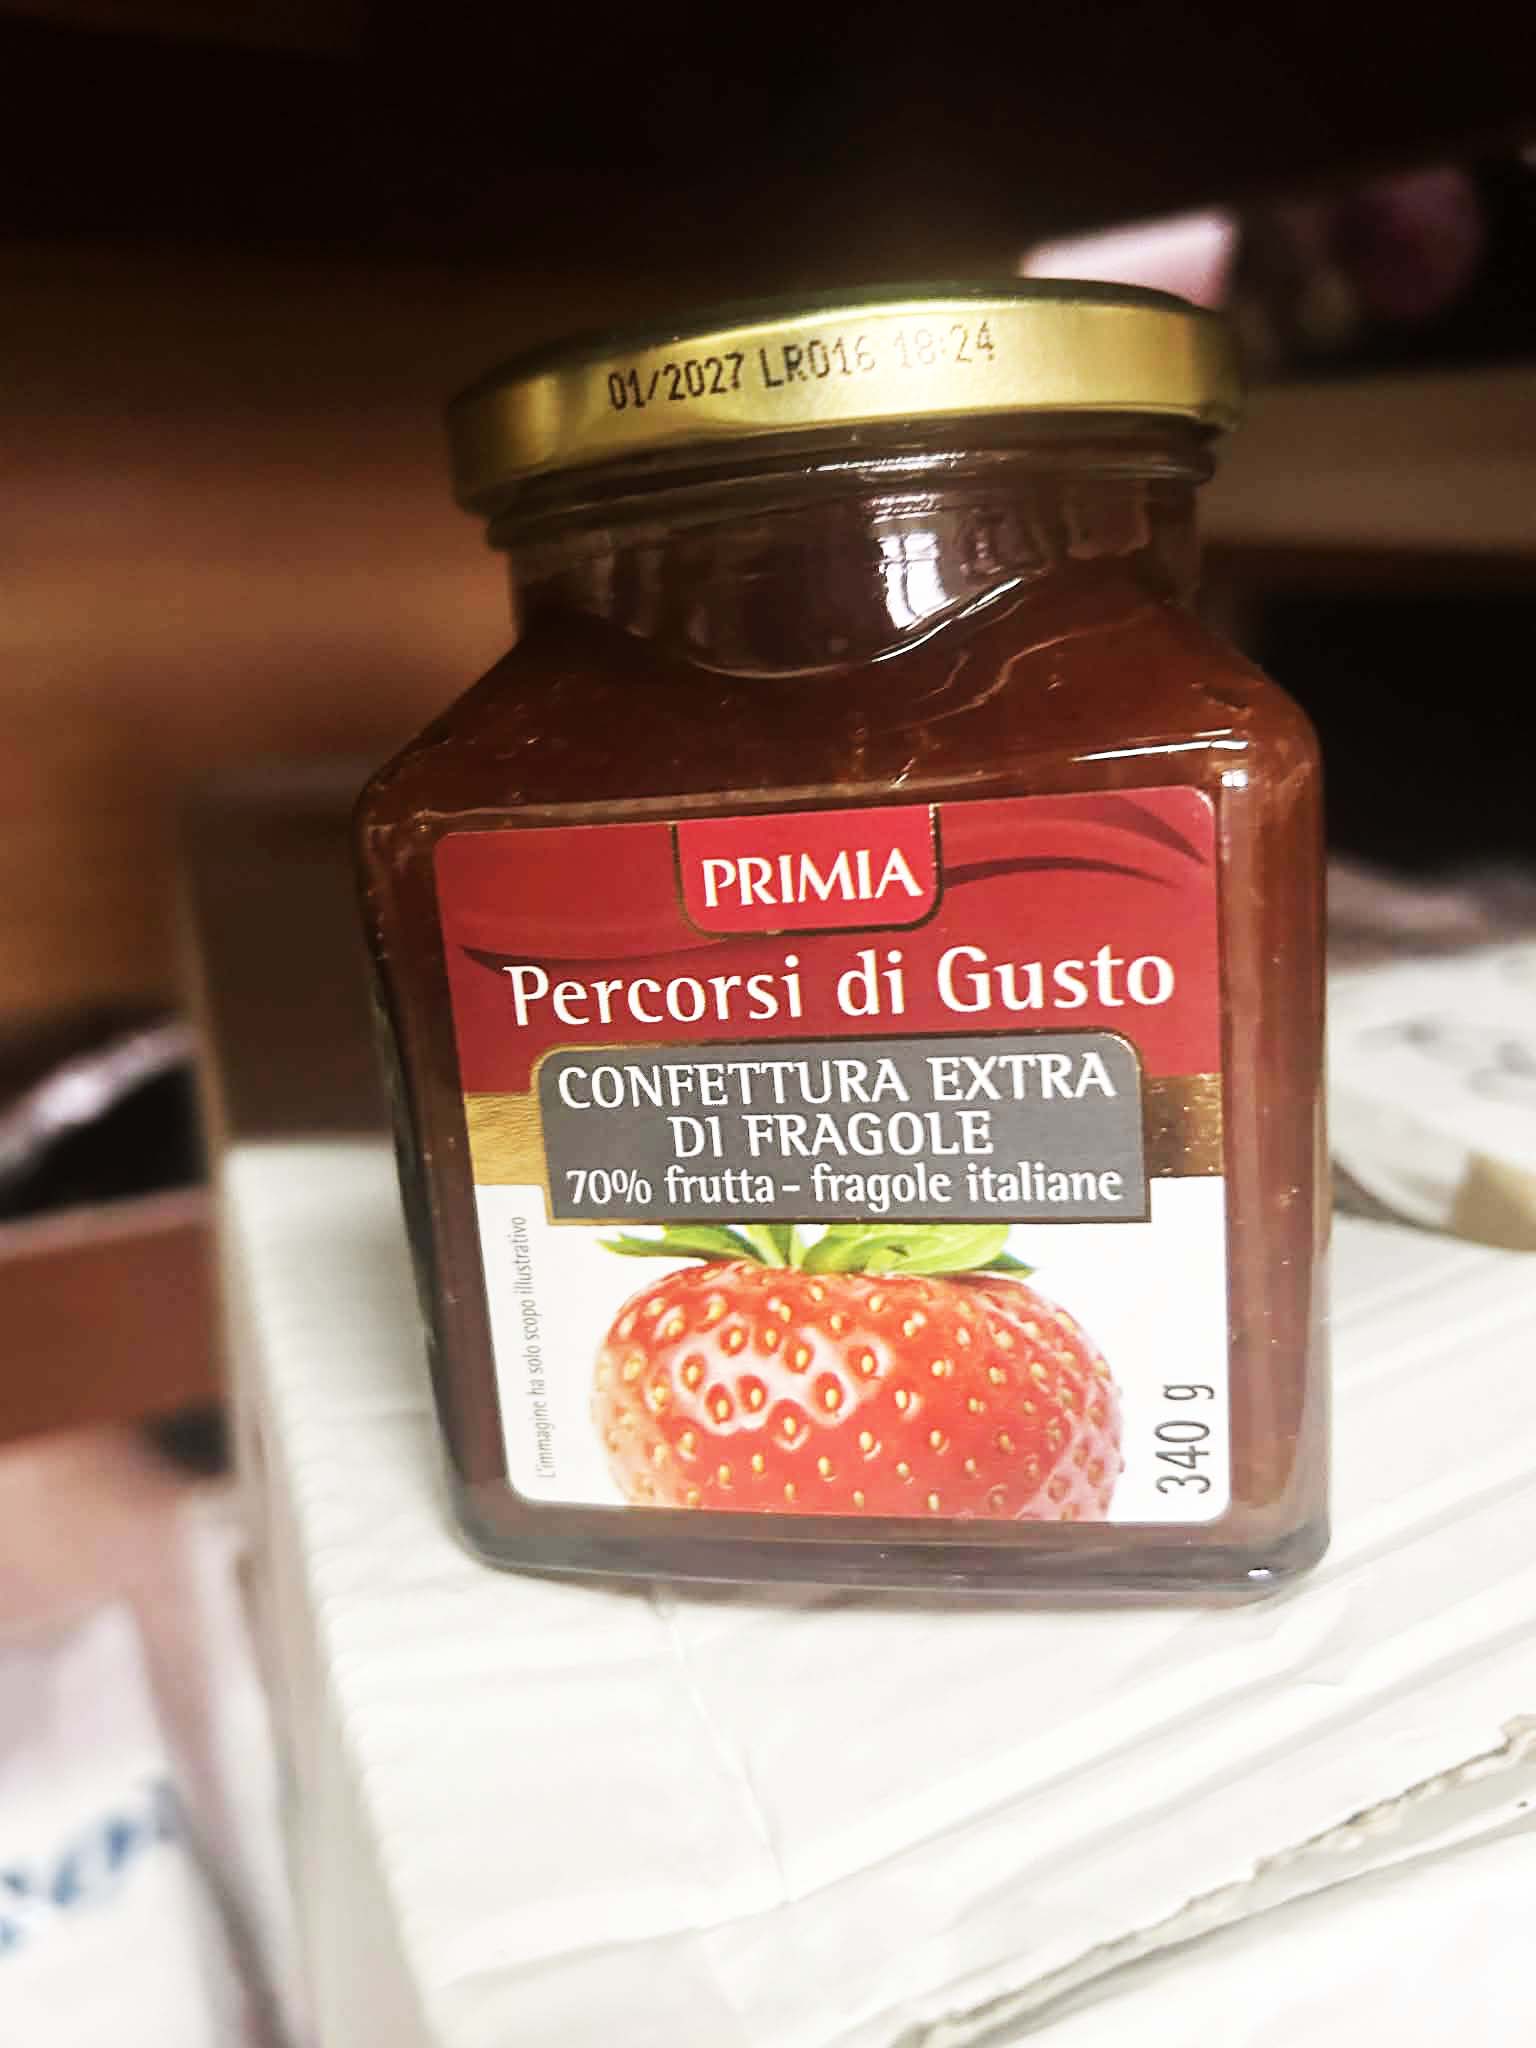 01/2027 LR016 18:24
PRIMIA
Percorsi di Gusto
CONFETTURA EXTRA
DI FRAGOLE
70% frutta - fragole italiane
L'immagine ha solo scopo illustrativo
340 g